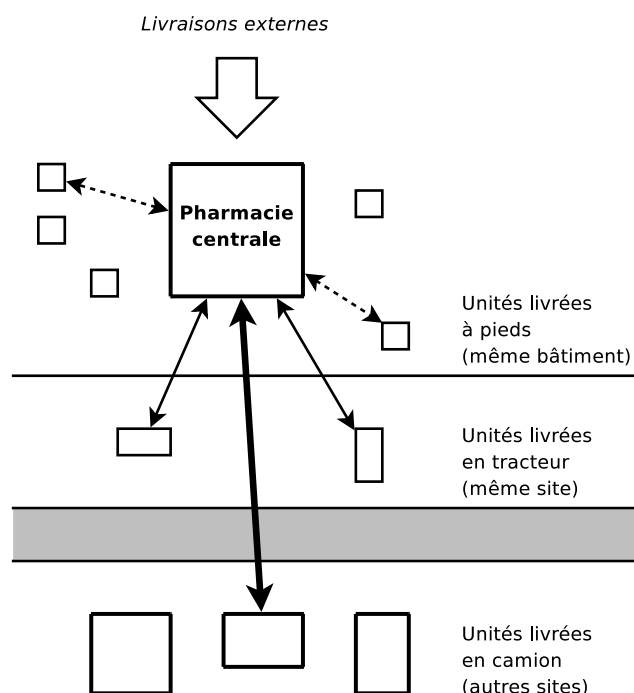 Livraisons externes
Pharmacie
centrale
Unités livrées
à pieds
(même bâtiment)
Unités livrées
en tracteur
(même site)
Unités livrées
en camion
(autres sites)